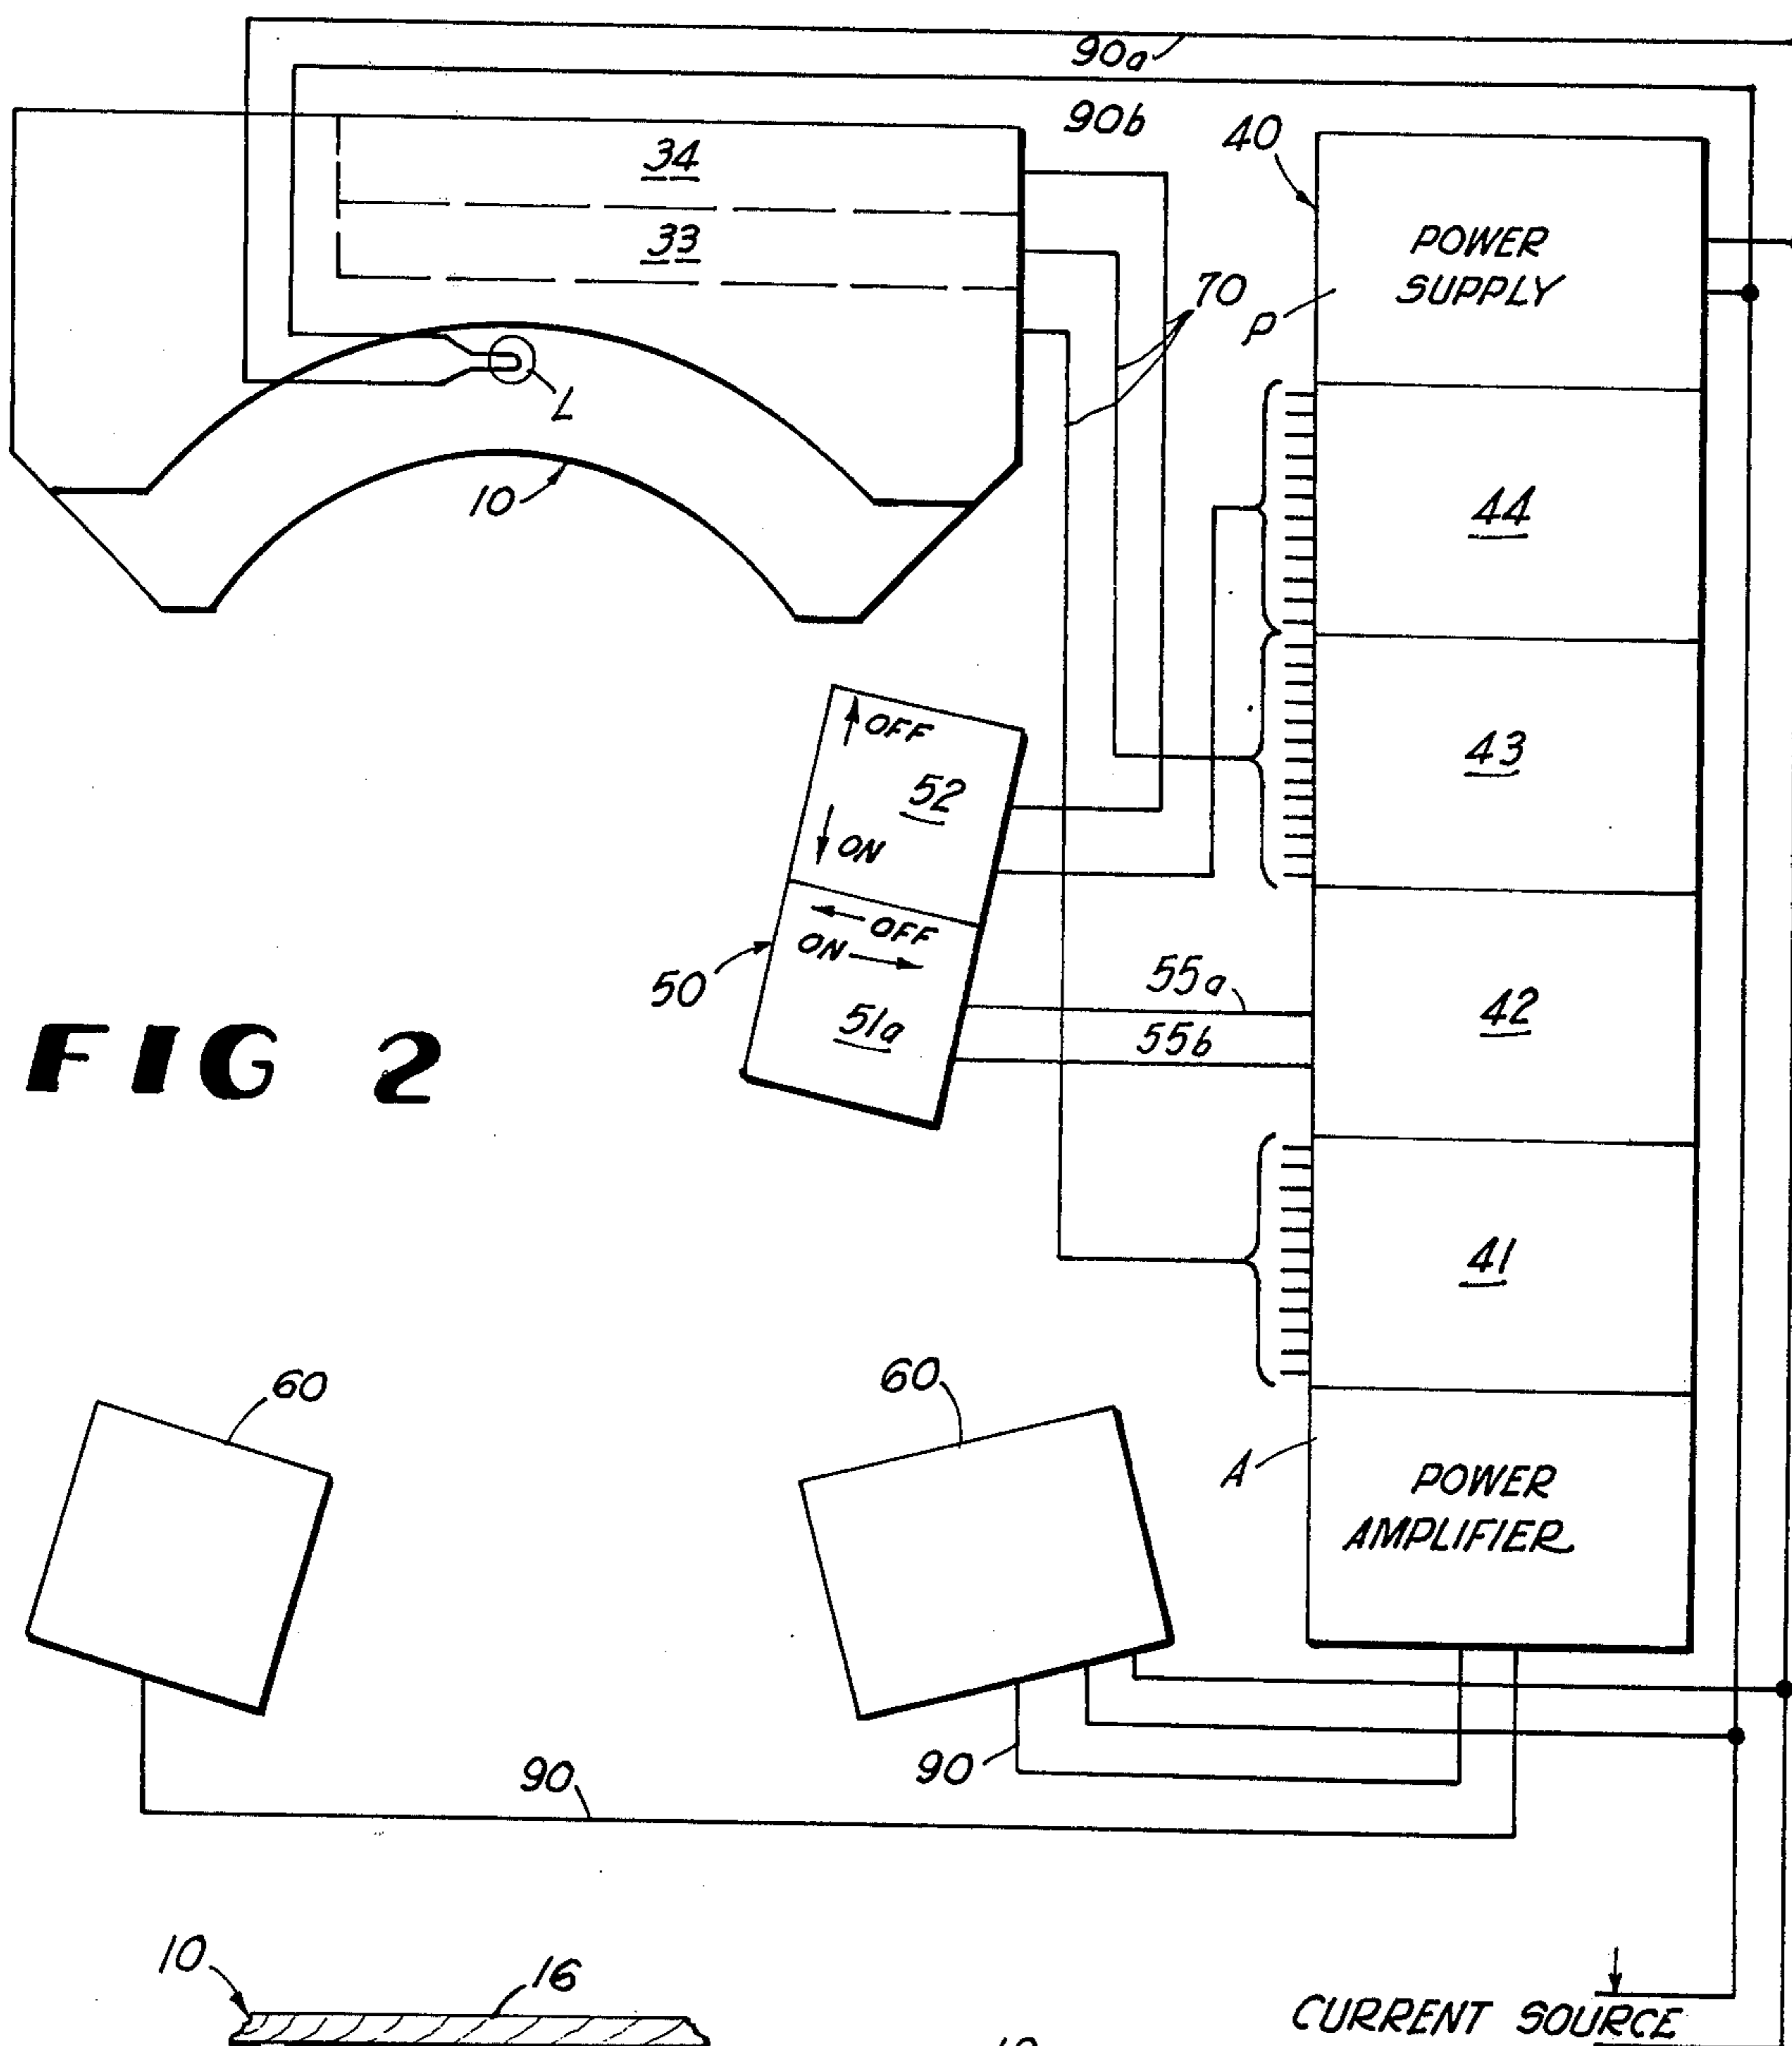 90a
90b
34
40
33
POWER
SUPPLY
70
P
L
10
44
OFF
52
43
ON
OFF
ON
50
55a
51a
42
55b
FIG 2
41
60
60
A
POWER
AMPLIFIER
90
90
10
16
CURRENT SOURCE